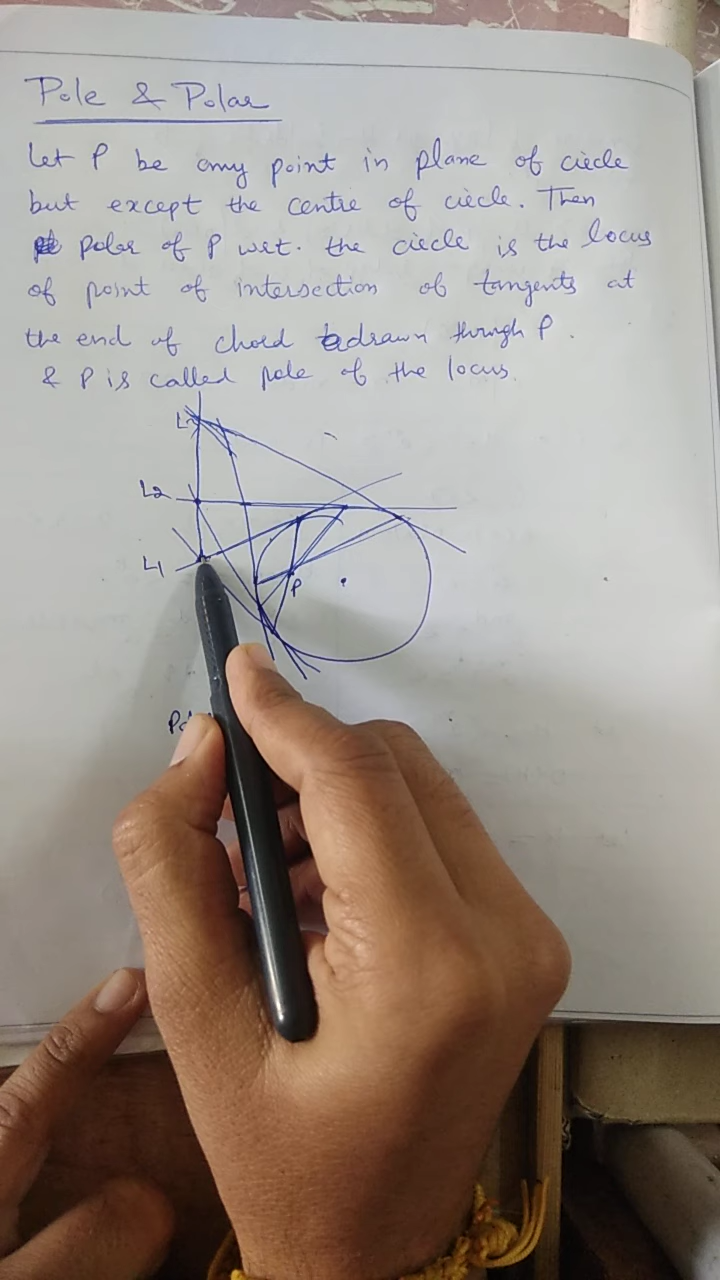 Pole & Polar
Let P be any point in plane of circle
but except the centre of circle. Then
polar of P wrt. the circle is the locus
of point of intersection of tangents at
the end of chord drawn through P.
& P is called pole of the locus.
L3
L2
L1
P